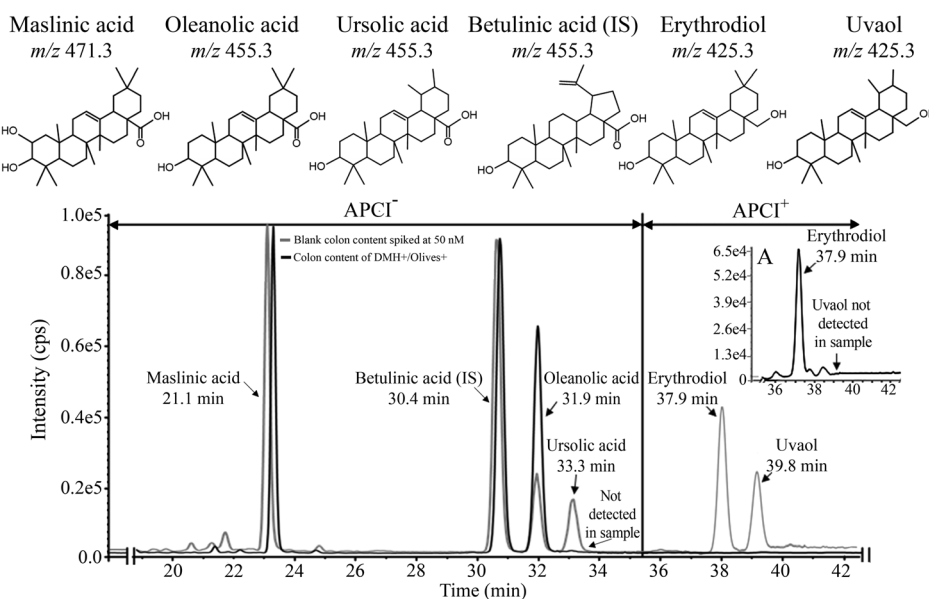 Maslinic acid
m/z 471.3
Oleanolic acid
m/z 455.3
Ursolic acid
m/z 455.3
Betulinic acid (IS)
m/z 455.3
Erythrodiol
m/z 425.3
Uvaol
m/z 425.3
HO
HO
OH
O
HO
OH
O
HO
OH
O
HO
OH
O
HO
OH
HO
APCI-
APCI+
Blank colon content spiked at 50 nM
Colon content of DMH+/Olives+
Maslinic acid
21.1 min
Betulinic acid (IS)
30.4 min
Oleanolic acid
31.9 min
Ursolic acid
33.3 min
Not
detected
in sample
Erythrodiol
37.9 min
Uvaol
39.8 min
A
Erythrodiol
37.9 min
Uvaol not
detected
in sample
6.5e4
5.2e4
3.9e4
2.6e4
1.3e4
0
36
38
40
42
Intensity (cps)
1.0e5
0.8e5
0.6e5
0.4e5
0.2e5
0.0
20
22
24
26
28
30
32
34
36
38
40
42
Time (min)